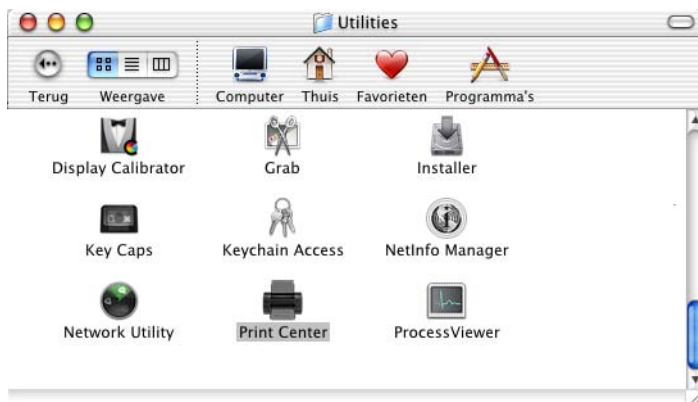 Utilities
Terug Weergave Computer Thuis Favorieten Programma's
Display Calibrator Grab Installer
Key Caps Keychain Access NetInfo Manager
Network Utility Print Center ProcessViewer